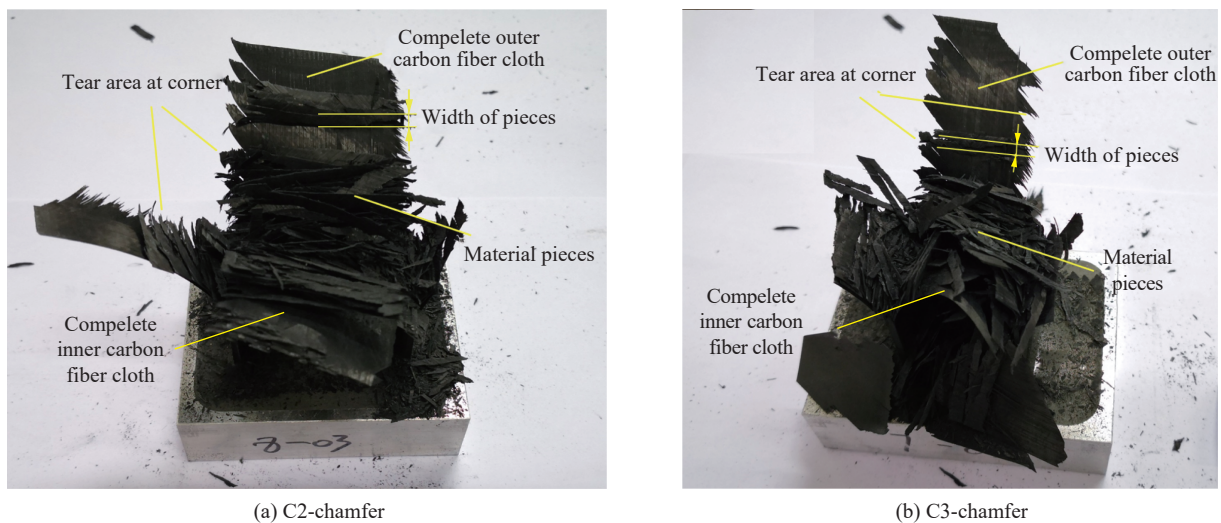 Compelete outer
carbon fiber cloth
Tear area at corner
Width of pieces
Material pieces
Compelete
inner carbon
fiber cloth
8-03
(a) C2-chamfer
Compelete outer
carbon fiber cloth
Tear area at corner
Width of pieces
Material
pieces
Compelete
inner carbon
fiber cloth
(b) C3-chamfer